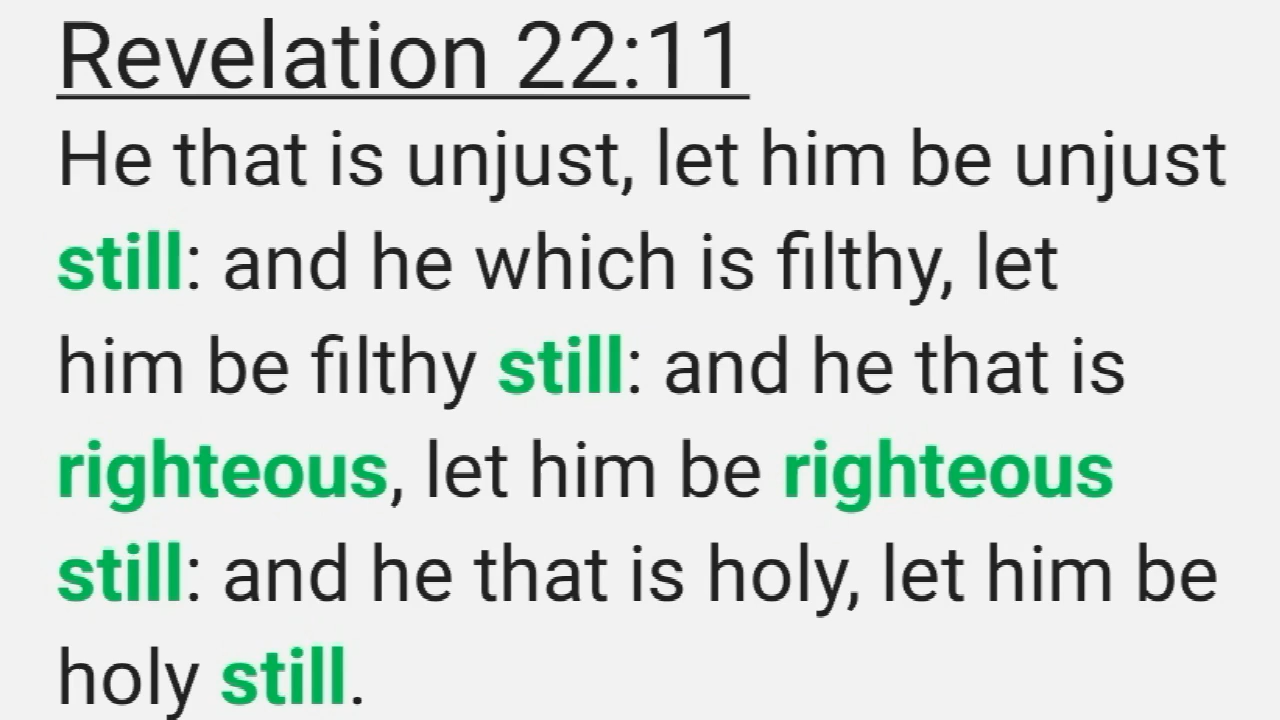 Revelation 22:11
He that is unjust, let him be unjust
still: and he which is filthy, let
him be filthy still: and he that is
righteous, let him be righteous
still: and he that is holy, let him be
holy still.